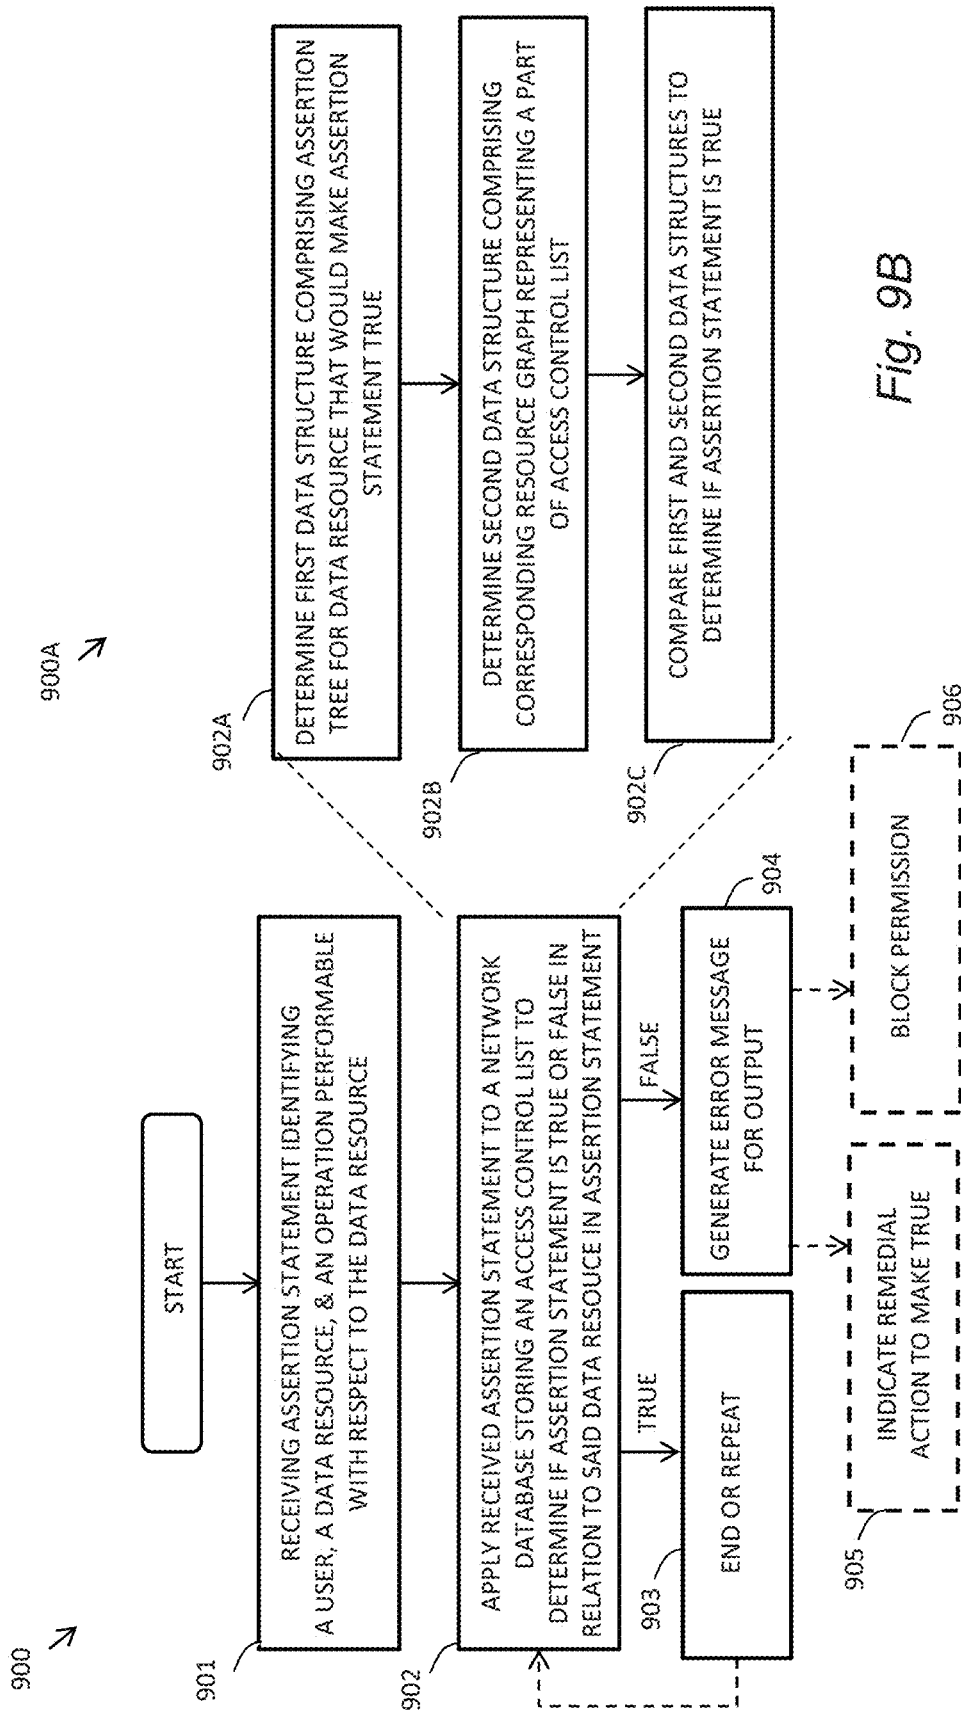 900
START
901
RECEIVING ASSERTION STATEMENT IDENTIFYING
A USER, A DATA RESOURCE, & AN OPERATION PERFORMABLE
WITH RESPECT TO THE DATA RESOURCE
902
APPLY RECEIVED ASSERTION STATEMENT TO A NETWORK
DATABASE STORING AN ACCESS CONTROL LIST TO
DETERMINE IF ASSERTION STATEMENT IS TRUE OR FALSE IN
RELATION TO SAID DATA RESOUCE IN ASSERTION STATEMENT
TRUE
FALSE
903
END OR REPEAT
904
GENERATE ERROR MESSAGE
FOR OUTPUT
905
INDICATE REMEDIAL
ACTION TO MAKE TRUE
906
BLOCK PERMISSION
900A
902A
DETERMINE FIRST DATA STRUCTURE COMPRISING ASSERTION
TREE FOR DATA RESOURCE THAT WOULD MAKE ASSERTION
STATEMENT TRUE
902B
DETERMINE SECOND DATA STRUCTURE COMPRISING
CORRESPONDING RESOURCE GRAPH REPRESENTING A PART
OF ACCESS CONTROL LIST
902C
COMPARE FIRST AND SECOND DATA STRUCTURES TO
DETERMINE IF ASSERTION STATEMENT IS TRUE
Fig. 9B